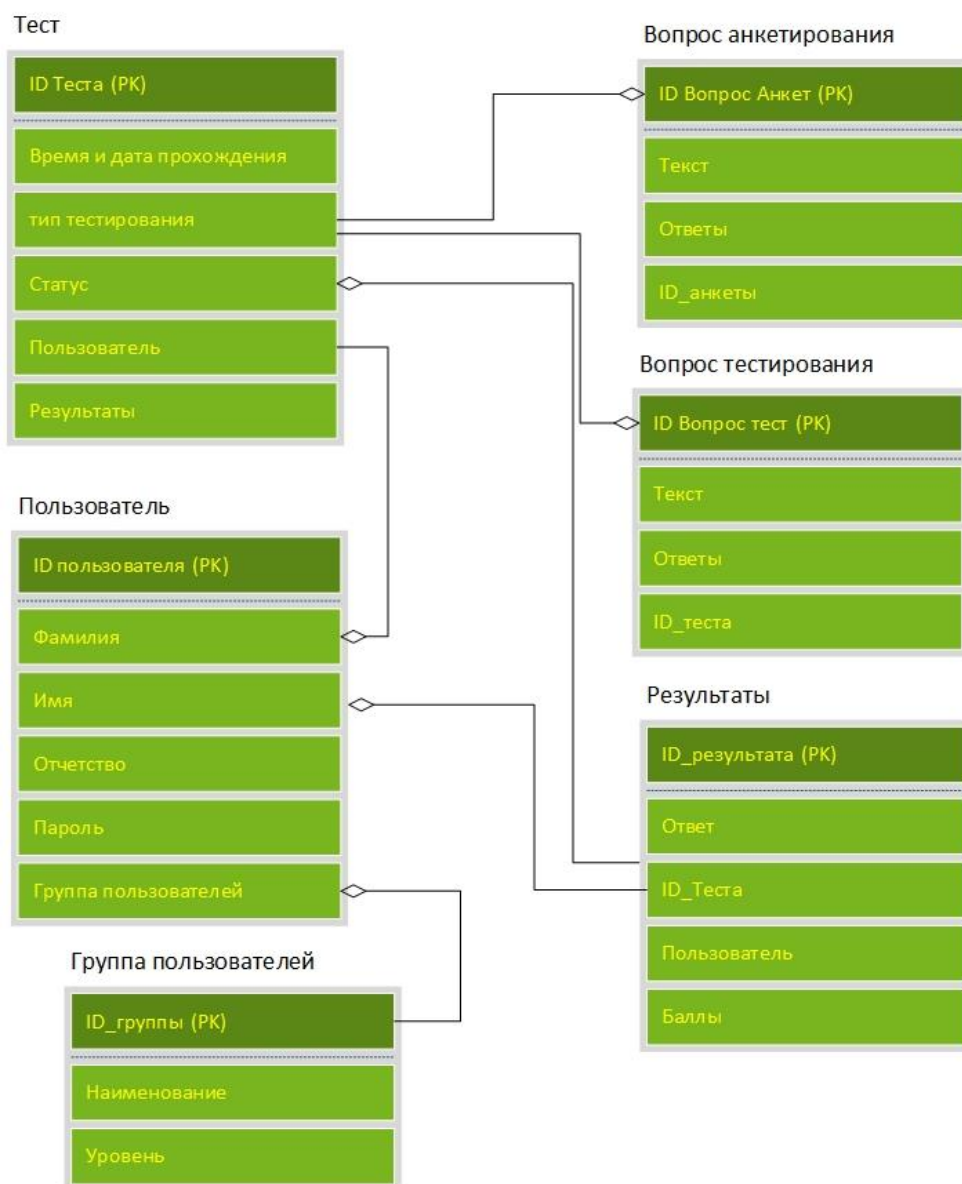 Тест
ID Теста (PK)
Время и дата прохождения
тип тестирования
Статус
Пользователь
Результаты
Вопрос анкетирования
ID Вопрос Анкет (PK)
Текст
Ответы
ID_анкеты
Вопрос тестирования
ID Вопрос тест (PK)
Текст
Ответы
ID_теста
Пользователь
ID пользователя (PK)
Фамилия
Имя
Отчетство
Пароль
Группа пользователей
Результаты
ID_результата (PK)
Ответ
ID_Теста
Пользователь
Баллы
Группа пользователей
ID_группы (PK)
Наименование
Уровень